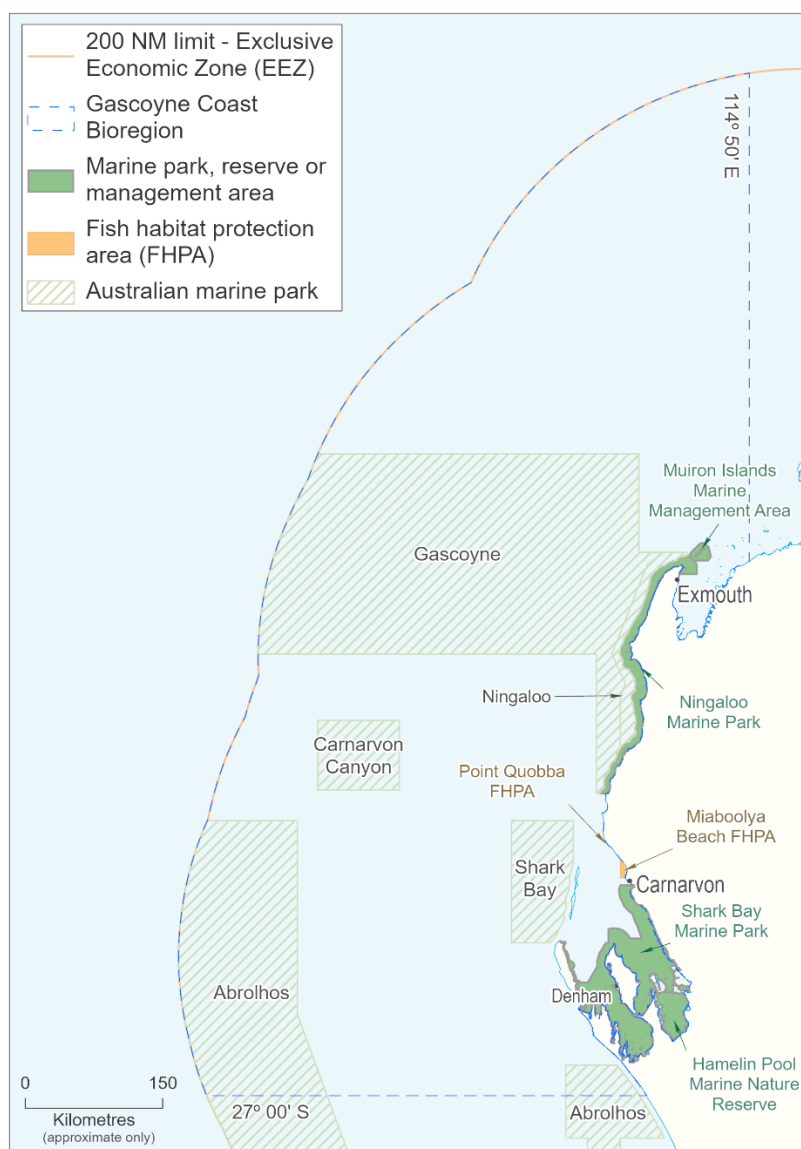 200 NM limit - Exclusive
Economic Zone (EEZ)
Gascoyne Coast
Bioregion
Marine park, reserve or
management area
Fish habitat protection
area (FHPA)
Australian marine park
114º 50' E
Muiron Islands
Marine
Management Area
Gascoyne
Exmouth
Ningaloo
Ningaloo
Marine Park
Carnarvon
Canyon
Point Quobba
FHPA
Miaboolya
Beach FHPA
Shark
Bay
Carnarvon
Shark Bay
Marine Park
Abrolhos
Denham
Hamelin Pool
Marine Nature
Reserve
0 150
Kilometres
(approximate only)
27º 00' S
Abrolhos